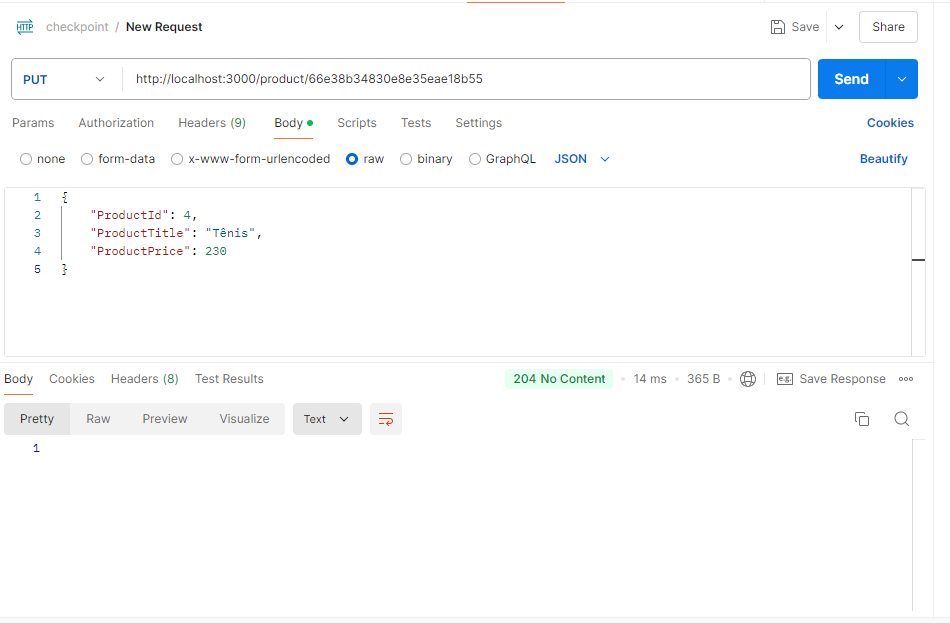 HTTP checkpoint / New Request Save Share
PUT http://localhost:3000/product/66e38b34830e8e35eae18b55 Send
Params Authorization Headers (9) Body Scripts Tests Settings Cookies
none form-data x-www-form-urlencoded raw binary GraphQL JSON Beautify
1 {
2 "ProductId": 4,
3 "ProductTitle": "Tênis",
4 "ProductPrice": 230
5 }
Body Cookies Headers (8) Test Results 204 No Content 14 ms 365 B e.g. Save Response
Pretty Raw Preview Visualize Text
1